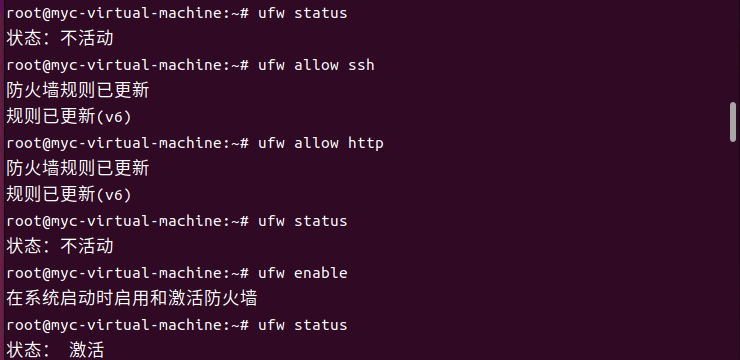 root@myc-virtual-machine:~# ufw status
状态：不活动
root@myc-virtual-machine:~# ufw allow ssh
防火墙规则已更新
规则已更新(v6)
root@myc-virtual-machine:~# ufw allow http
防火墙规则已更新
规则已更新(v6)
root@myc-virtual-machine:~# ufw status
状态：不活动
root@myc-virtual-machine:~# ufw enable
在系统启动时启用和激活防火墙
root@myc-virtual-machine:~# ufw status
状态： 激活